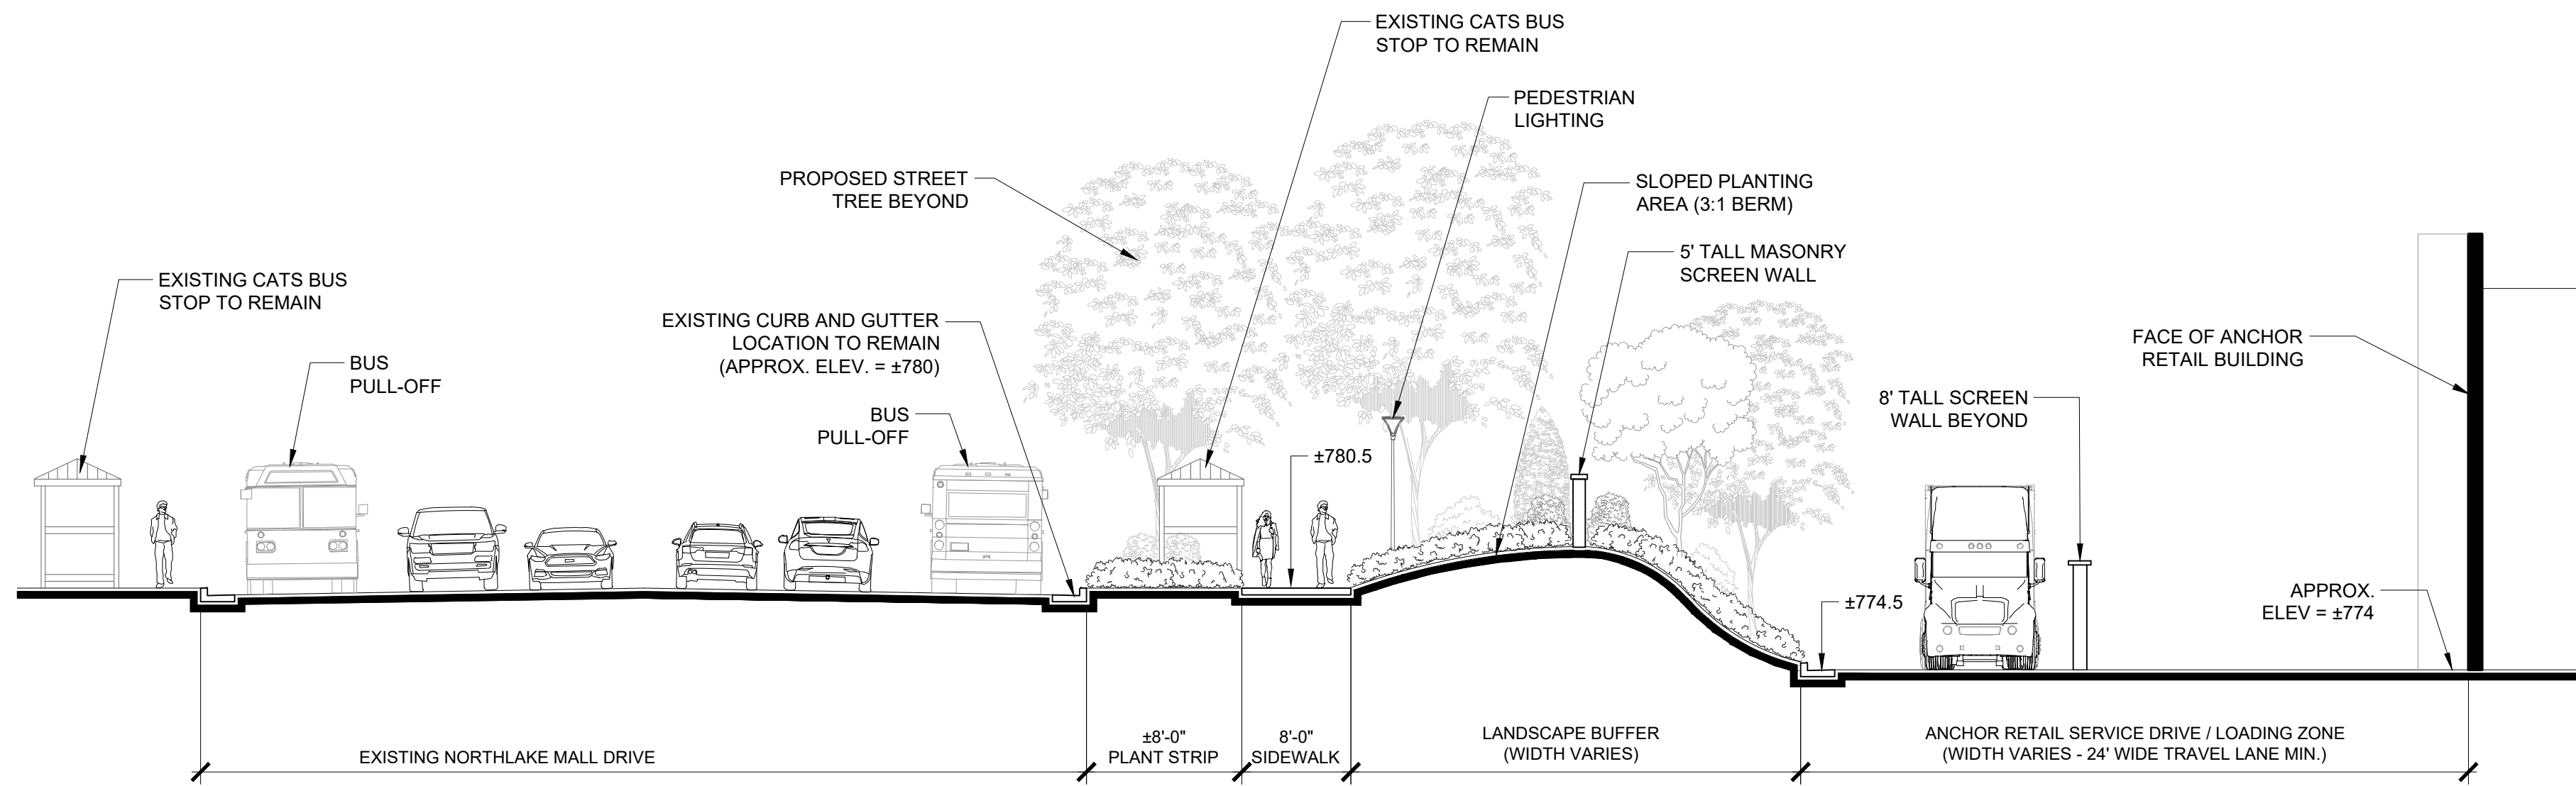 EXISTING CATS BUS
STOP TO REMAIN
PEDESTRIAN
LIGHTING
PROPOSED STREET
TREE BEYOND
SLOPED PLANTING
AREA (3:1 BERM)
5' TALL MASONRY
SCREEN WALL
EXISTING CATS BUS
STOP TO REMAIN
EXISTING CURB AND GUTTER
LOCATION TO REMAIN
(APPROX. ELEV. = ±780)
FACE OF ANCHOR
RETAIL BUILDING
BUS
PULL-OFF
8' TALL SCREEN
WALL BEYOND
BUS
PULL-OFF
±780.5
±774.5
APPROX.
ELEV = ±774
EXISTING NORTHLAKE MALL DRIVE
±8'-0"
PLANT STRIP
8'-0"
SIDEWALK
LANDSCAPE BUFFER
(WIDTH VARIES)
ANCHOR RETAIL SERVICE DRIVE / LOADING ZONE
(WIDTH VARIES - 24' WIDE TRAVEL LANE MIN.)